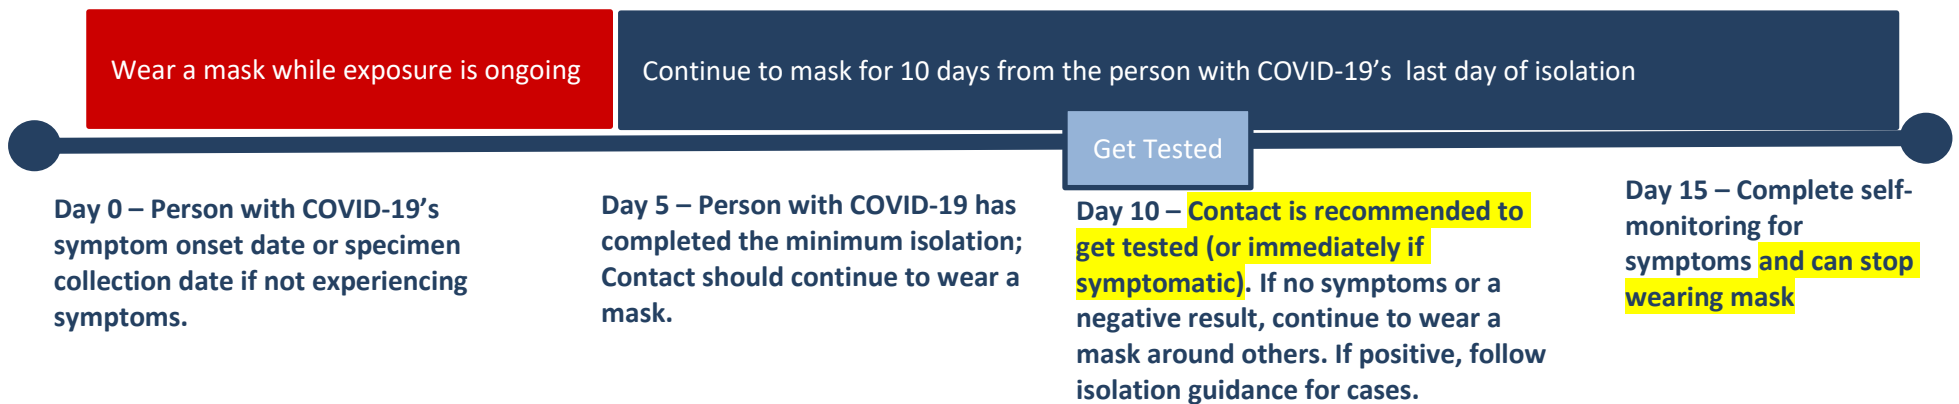 Wear a mask while exposure is ongoing
Continue to mask for 10 days from the person with COVID-19's  last day of isolation
Get Tested
Day 0 – Person with COVID-19's
symptom onset date or specimen
collection date if not experiencing
symptoms.
Day 5 – Person with COVID-19 has
completed the minimum isolation;
Contact should continue to wear a
mask.
Day 10 – Contact is recommended to
get tested (or immediately if
symptomatic). If no symptoms or a
negative result, continue to wear a
mask around others. If positive, follow
isolation guidance for cases.
Day 15 – Complete self-
monitoring for
symptoms and can stop
wearing mask